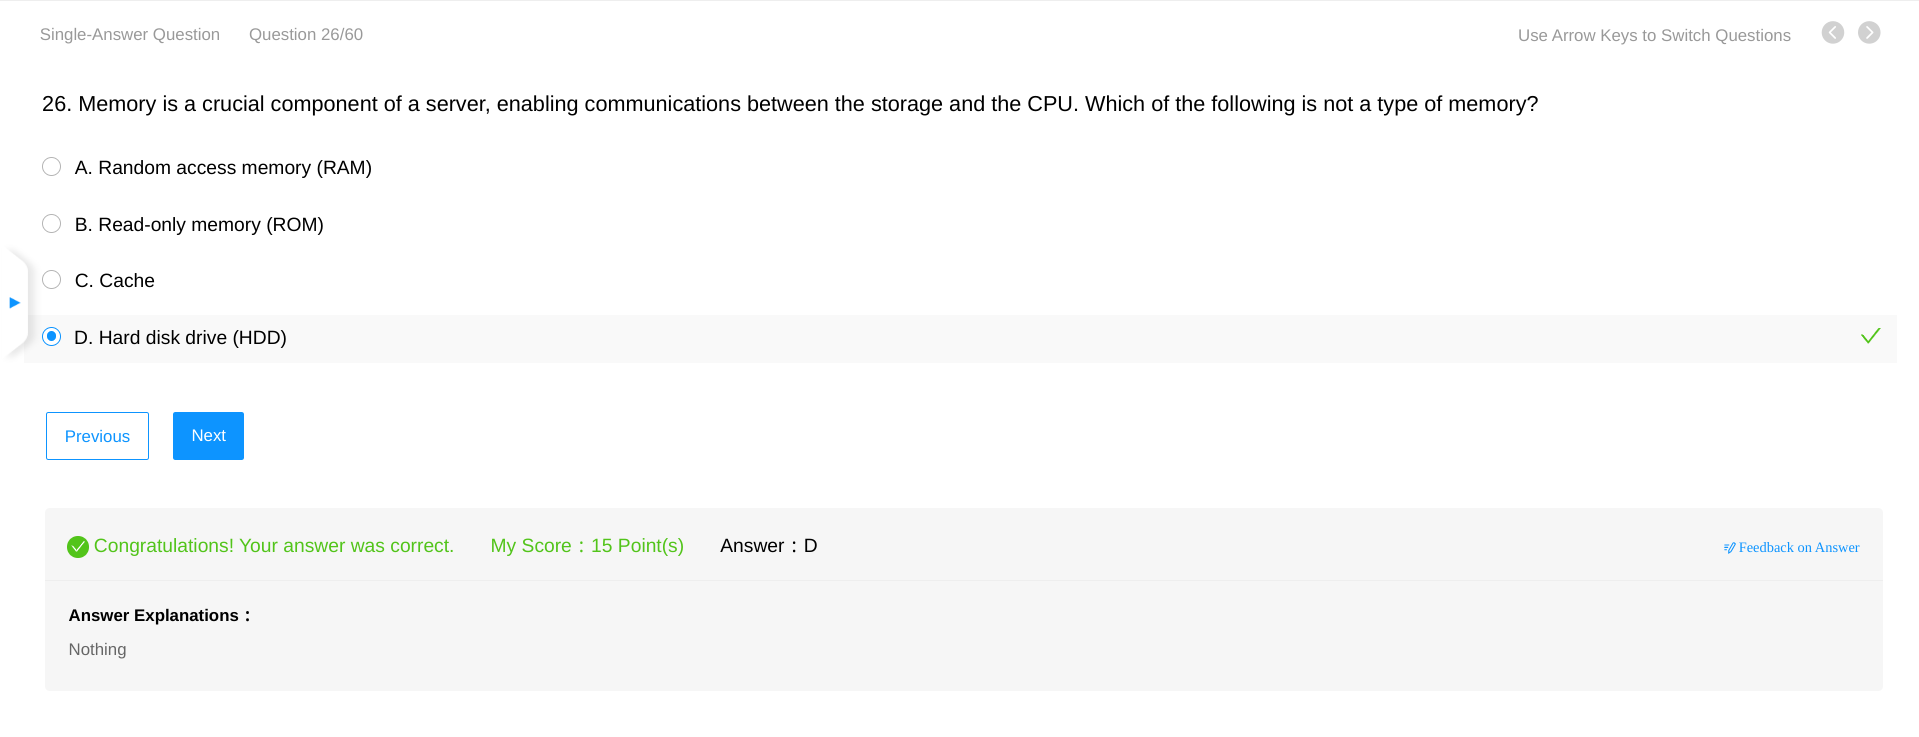 Single-Answer Question Question 26/60 Use Arrow Keys to Switch Questions
26. Memory is a crucial component of a server, enabling communications between the storage and the CPU. Which of the following is not a type of memory?
A. Random access memory (RAM)
B. Read-only memory (ROM)
C. Cache
D. Hard disk drive (HDD)
Previous Next
Congratulations! Your answer was correct. My Score：15 Point(s) Answer：D Feedback on Answer
Answer Explanations：
Nothing